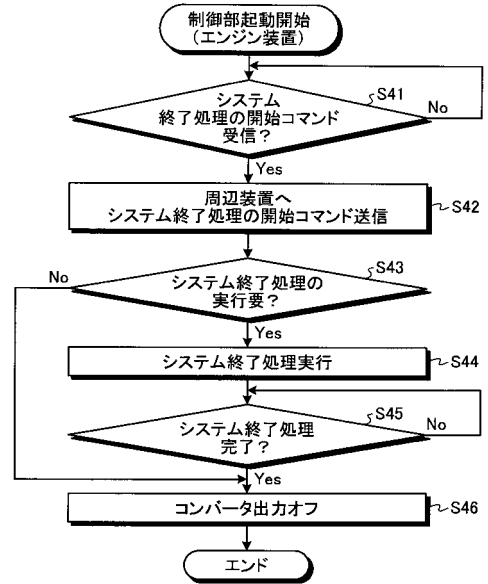 制御部起動開始
（エンジン装置）
システム
終了処理の開始コマンド
受信？
S41
No
Yes
周辺装置へ
システム終了処理の開始コマンド送信
S42
システム終了処理の
実行要？
S43
No
Yes
システム終了処理実行
S44
システム終了処理
完了？
S45
No
Yes
コンバータ出力オフ
S46
エンド